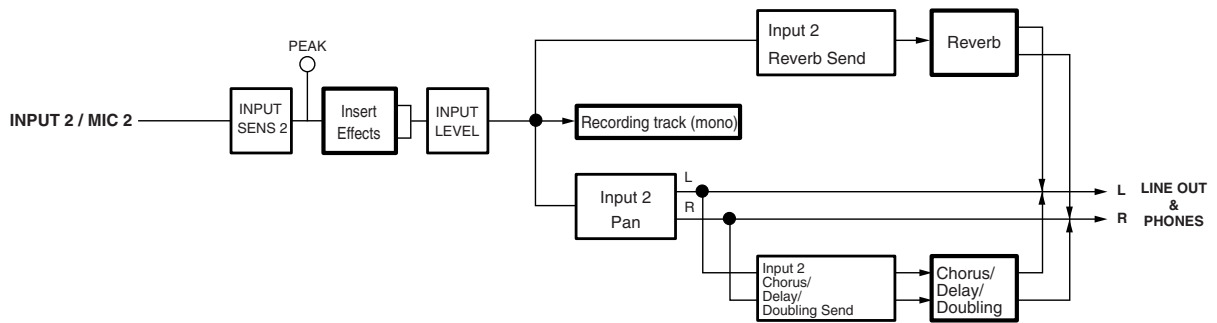 PEAK
INPUT 2 / MIC 2
INPUT
SENS 2
Insert
Effects
INPUT
LEVEL
Input 2
Reverb Send
Reverb
Recording track (mono)
Input 2
Pan
L
R
L
R
LINE OUT
&
PHONES
Input 2
Chorus/
Delay/
Doubling Send
Chorus/
Delay/
Doubling